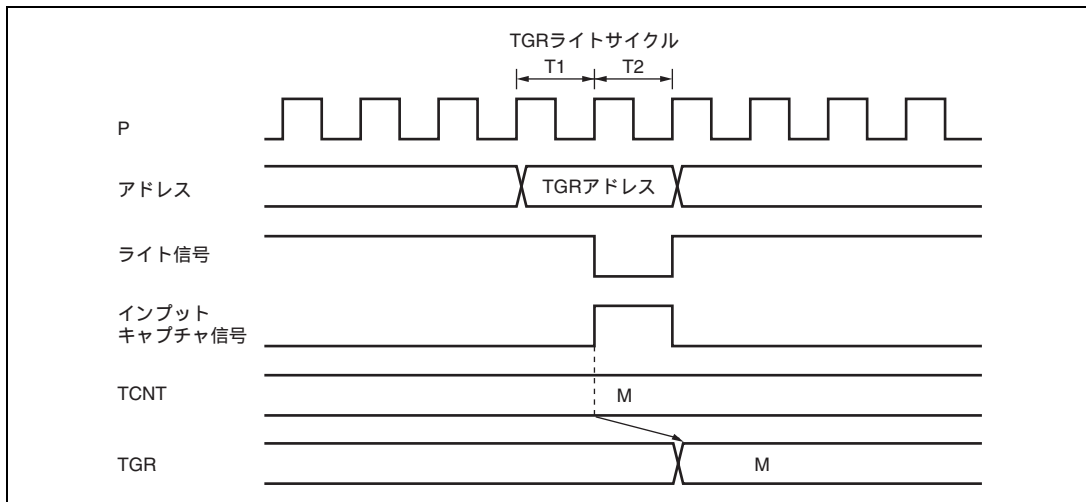 TGRライトサイクル
T1
T2
P
アドレス
TGRアドレス
ライト信号
インプット
キャプチャ信号
TCNT
M
TGR
M